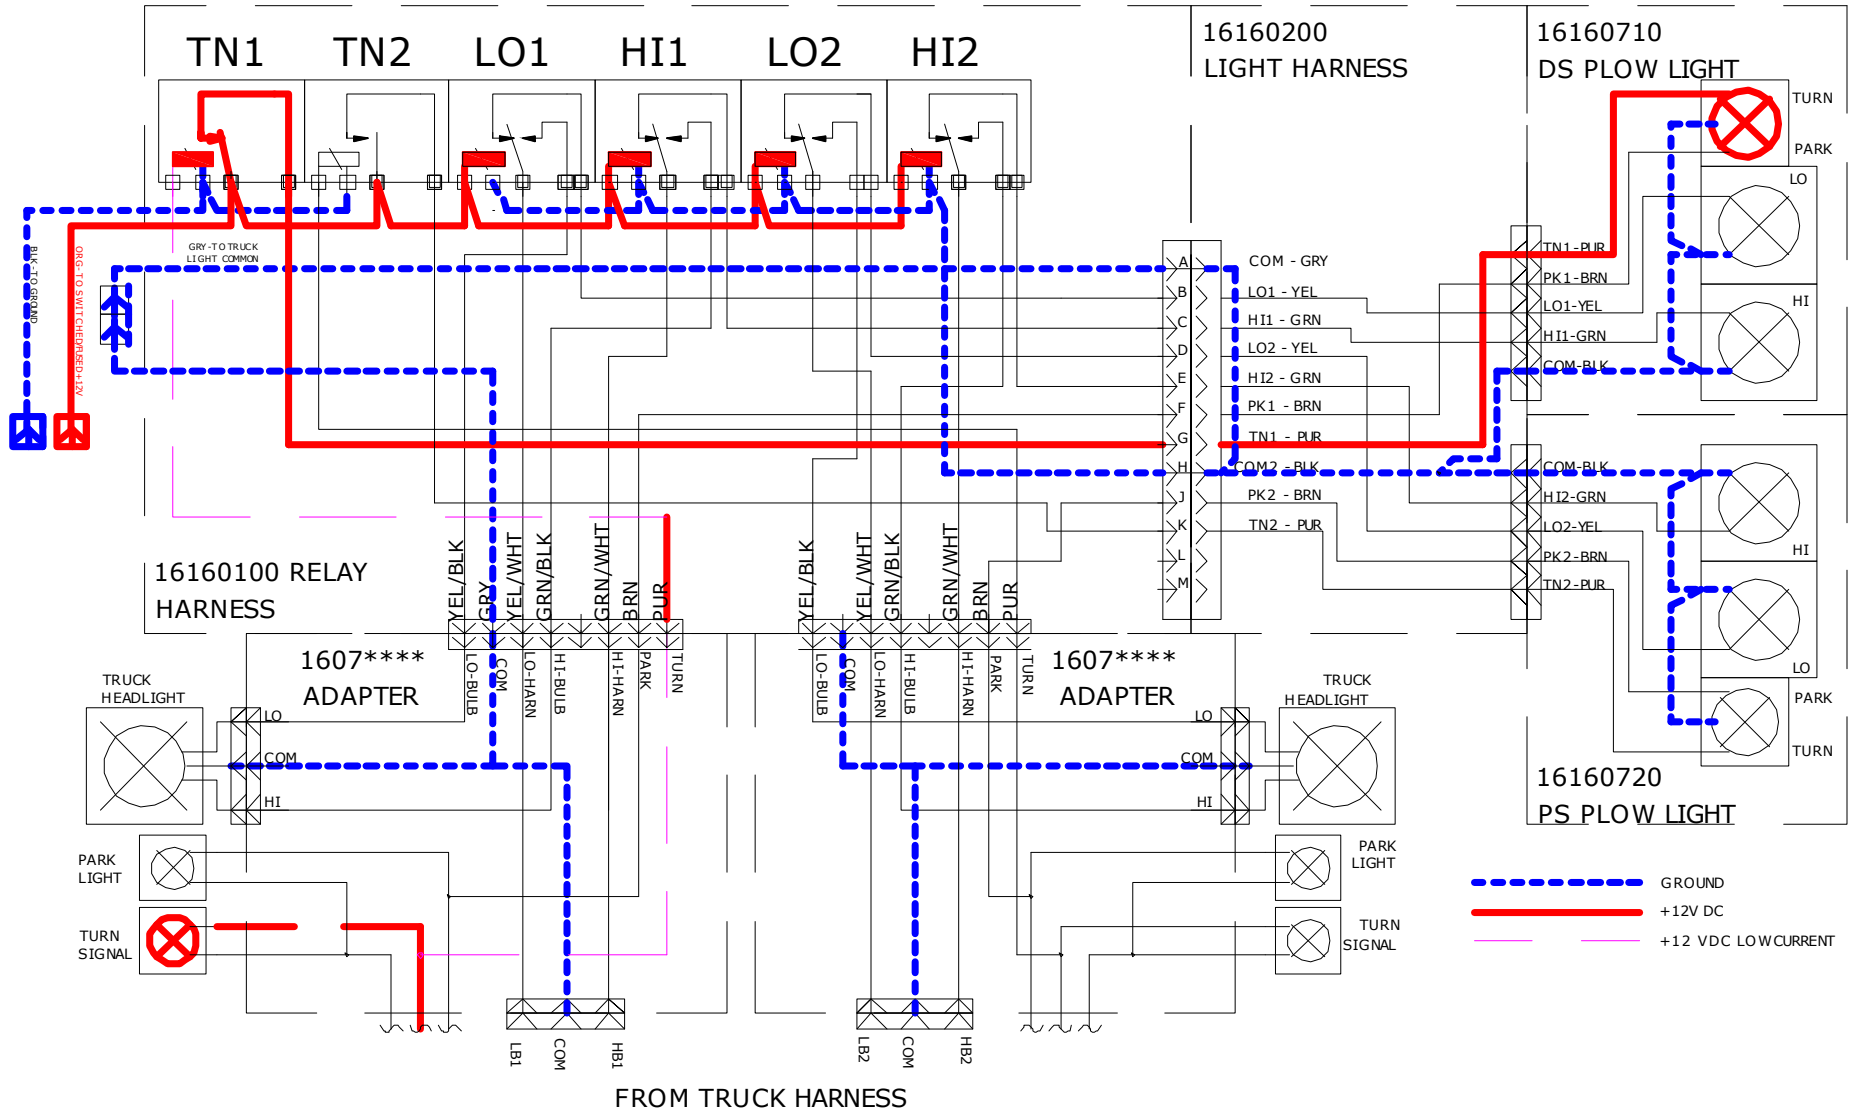 TN1 TN2 LO1 HI1 LO2 HI2
16160200
LIGHT HARNESS
16160710
DS PLOW LIGHT
TURN
PARK
LO
HI
BLK-TO GROUND
ORG-TO SWITCHED/FUSED +12V
GRY-TO TRUCK
LIGHT COMMON
A COM - GRY
B LO1 - YEL
C HI1 - GRN
D LO2 - YEL
E HI2 - GRN
F PK1 - BRN
G TN1 - PUR
H COM2 - BLK
J PK2 - BRN
K TN2 - PUR
L
M
TN1-PUR
PK1-BRN
LO1-YEL
HI1-GRN
COM-BLK
COM-BLK
HI2-GRN
LO2-YEL
PK2-BRN
TN2-PUR
HI
LO
PARK
TURN
16160720
PS PLOW LIGHT
16160100 RELAY
HARNESS
YEL/BLK
GRY
YEL/WHT
GRN/BLK
GRN/WHT
BRN
PUR
YEL/BLK
YEL/WHT
GRN/BLK
GRN/WHT
BRN
PUR
1607****
ADAPTER
LO-BULB
COM
LO-HARN
HI-BULB
HI-HARN
PARK
TURN
LO-BULB
COM
LO-HARN
HI-BULB
HI-HARN
PARK
TURN
1607****
ADAPTER
TRUCK
HEADLIGHT
LO
COM
HI
PARK
LIGHT
TURN
SIGNAL
TRUCK
HEADLIGHT
LO
COM
HI
PARK
LIGHT
TURN
SIGNAL
GROUND
+12V DC
+12 VDC LOW CURRENT
LB1
COM
HB1
LB2
COM
HB2
FROM TRUCK HARNESS